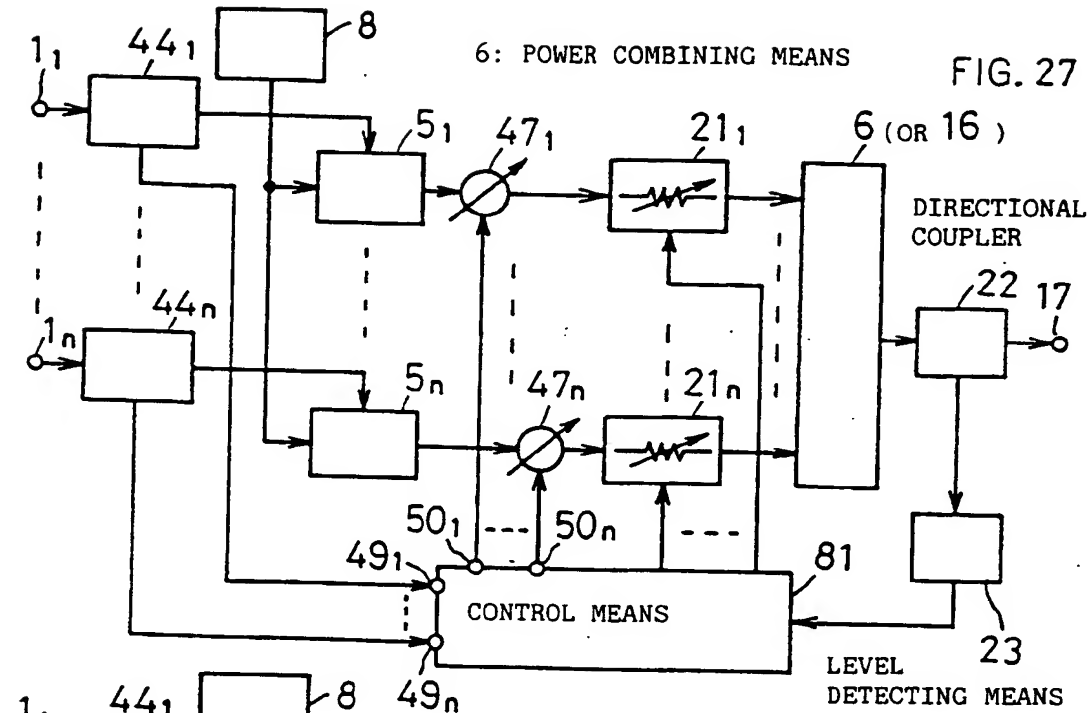 8
44₁
1₁
6: POWER COMBINING MEANS
FIG. 27
5₁
47₁
21₁
6 (OR 16 )
DIRECTIONAL
COUPLER
44n
1n
22
17
5n
47n
21n
50₁
50n
49₁
81
CONTROL MEANS
23
49n
LEVEL
DETECTING MEANS
1.
44₁
8